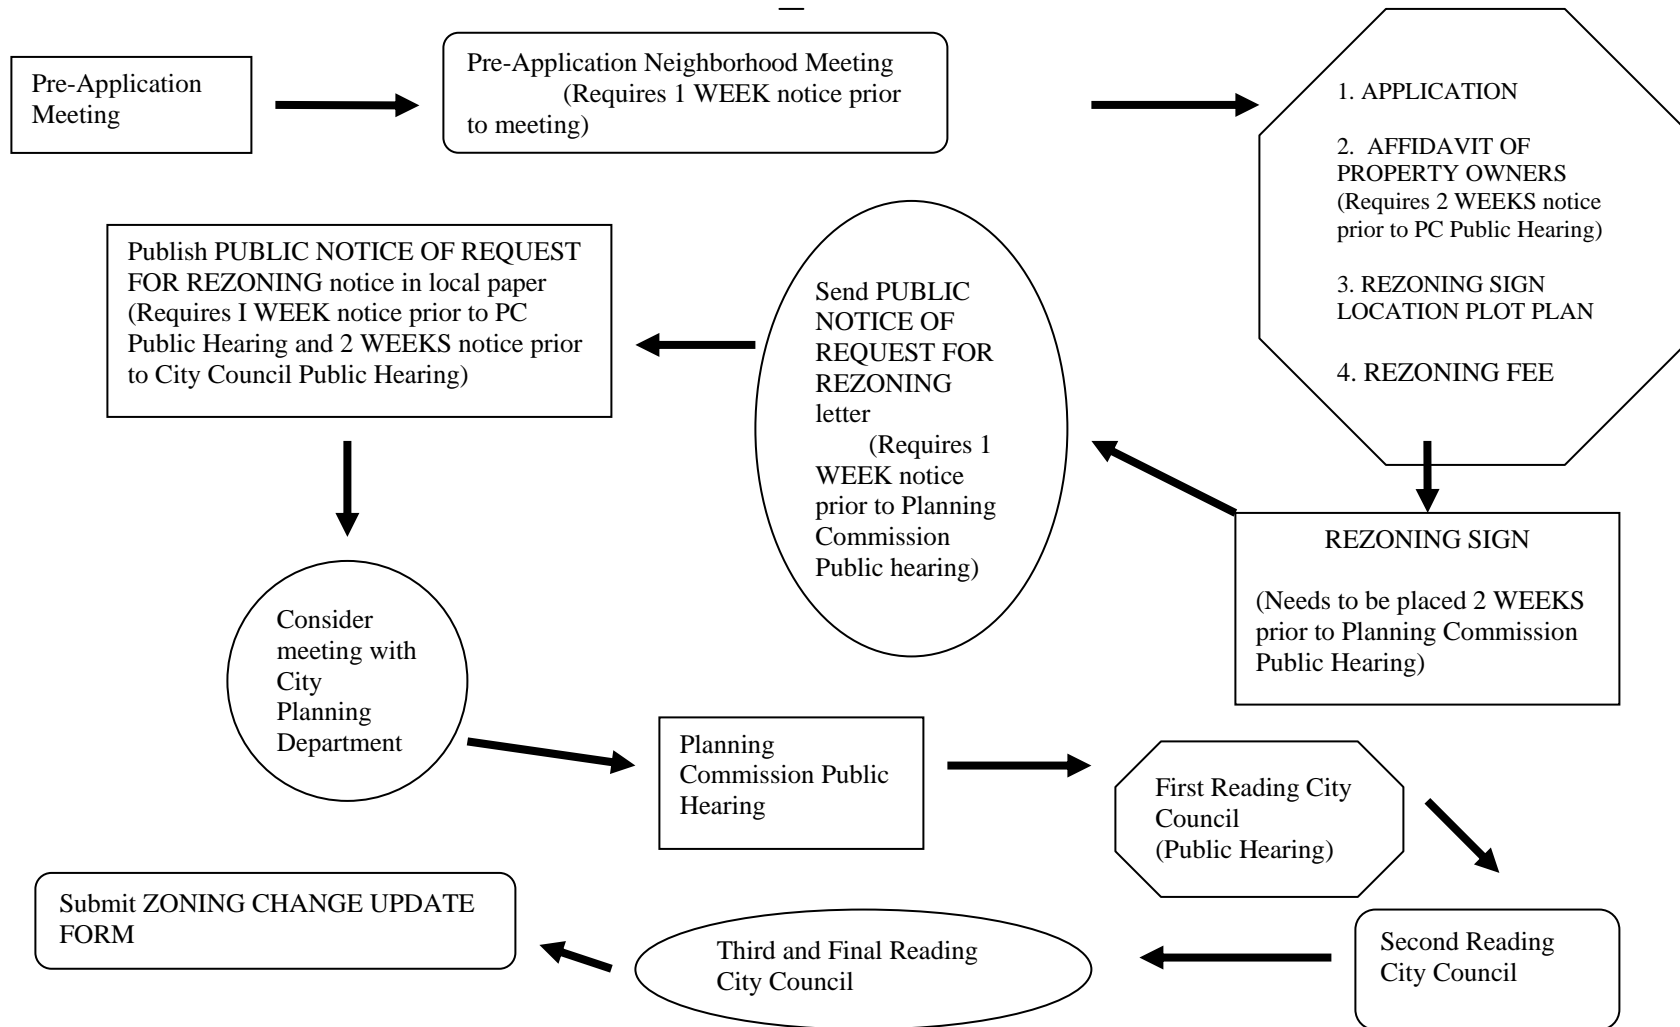 Pre-Application
Meeting
Pre-Application Neighborhood Meeting
(Requires 1 WEEK notice prior
to meeting)
1. APPLICATION
2. AFFIDAVIT OF
PROPERTY OWNERS
(Requires 2 WEEKS notice
prior to PC Public Hearing)
3. REZONING SIGN
LOCATION PLOT PLAN
4. REZONING FEE
REZONING SIGN
(Needs to be placed 2 WEEKS
prior to Planning Commission
Public Hearing)
Send PUBLIC
NOTICE OF
REQUEST FOR
REZONING
letter
(Requires 1
WEEK notice
prior to Planning
Commission
Public hearing)
Publish PUBLIC NOTICE OF REQUEST
FOR REZONING notice in local paper
(Requires I WEEK notice prior to PC
Public Hearing and 2 WEEKS notice prior
to City Council Public Hearing)
Consider
meeting with
City
Planning
Department
Planning
Commission Public
Hearing
First Reading City
Council
(Public Hearing)
Second Reading
City Council
Third and Final Reading
City Council
Submit ZONING CHANGE UPDATE
FORM